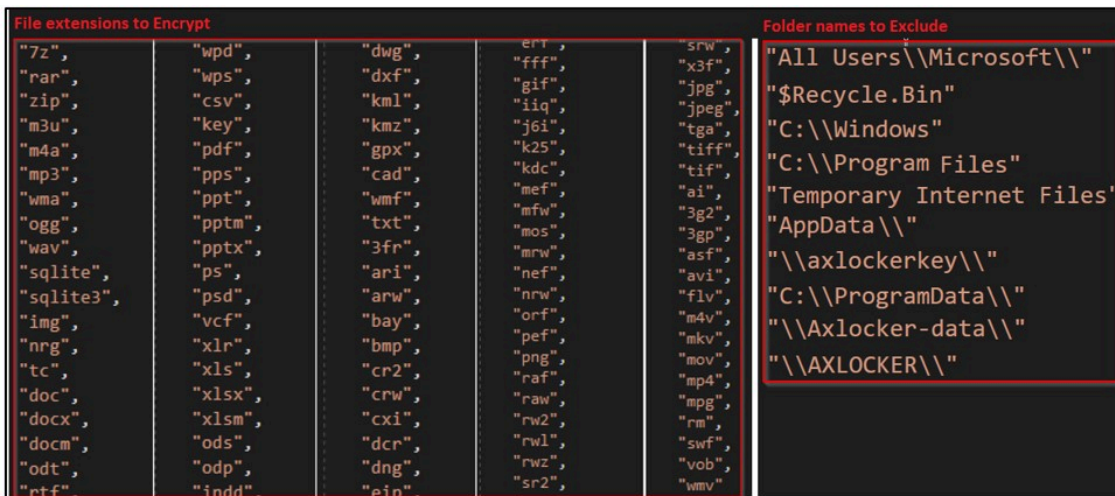 File extensions to Encrypt
"7z",
"rar",
"zip",
"m3u",
"m4a",
"mp3",
"wma",
"ogg",
"wav",
"sqlite",
"sqlite3",
"img",
"nrg",
"tc",
"doc",
"docx",
"docm",
"odt",
"rtf",
"wpd",
"wps",
"csv",
"key",
"pdf",
"pps",
"ppt",
"pptm",
"pptx",
"ps",
"psd",
"vcf",
"xlr",
"xls",
"xlsx",
"xlsm",
"ods",
"odp",
"indd",
"dwg",
"dxf",
"kml",
"kmz",
"gpx",
"cad",
"wmf",
"txt",
"3fr",
"ari",
"arw",
"bay",
"bmp",
"cr2",
"crw",
"cxi",
"dcr",
"dng",
"eip",
"erf",
"fff",
"gif",
"iiq",
"j6i",
"k25",
"kdc",
"mef",
"mfw",
"mos",
"mrw",
"nef",
"nrw",
"orf",
"pef",
"png",
"raf",
"raw",
"rw2",
"rwl",
"rwz",
"sr2",
"srw",
"x3f",
"jpg",
"jpeg",
"tga",
"tiff",
"tif",
"ai",
"3g2",
"3gp",
"asf",
"avi",
"flv",
"m4v",
"mkv",
"mov",
"mp4",
"mpg",
"rm",
"swf",
"vob",
"wmv"
Folder names to Exclude
"All Users\\Microsoft\\"
"$Recycle.Bin"
"C:\\Windows"
"C:\\Program Files"
"Temporary Internet Files"
"AppData\\"
"\\axlockerkey\\"
"C:\\ProgramData\\"
"\\Axlocker-data\\"
"\\AXLOCKER\\"